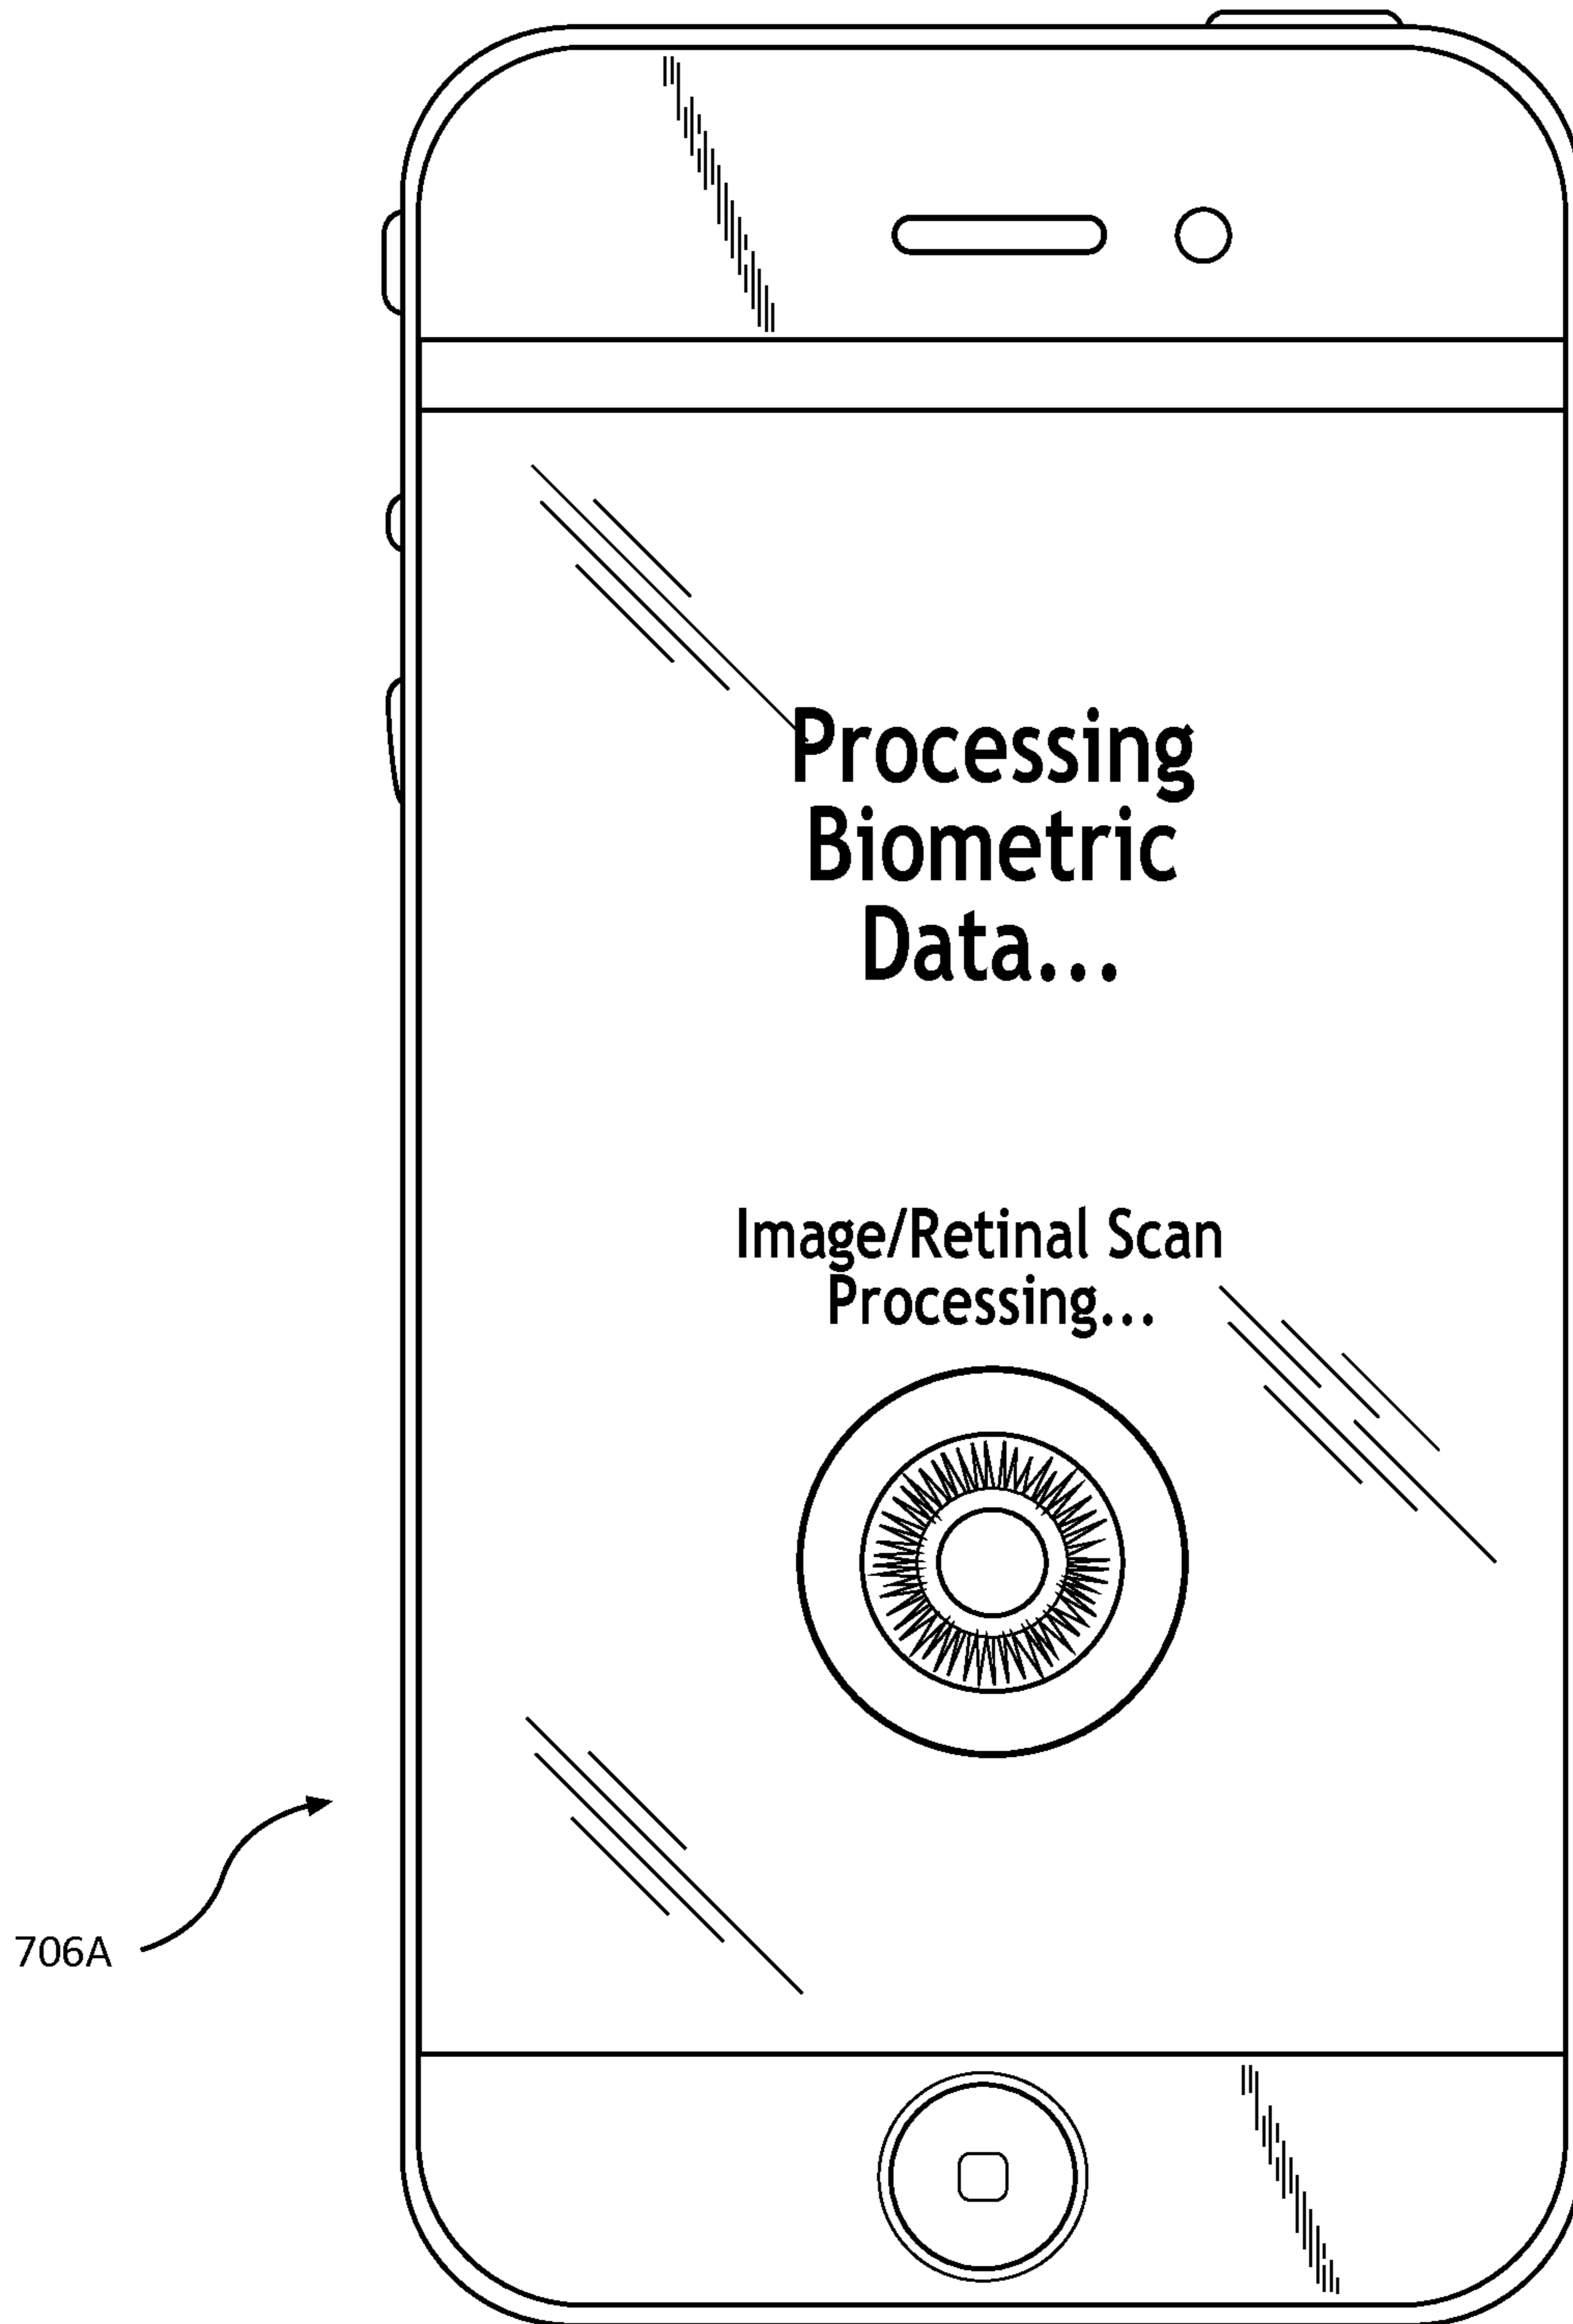 Processing
Biometric
Data...
Image/Retinal Scan
Processing...
706A